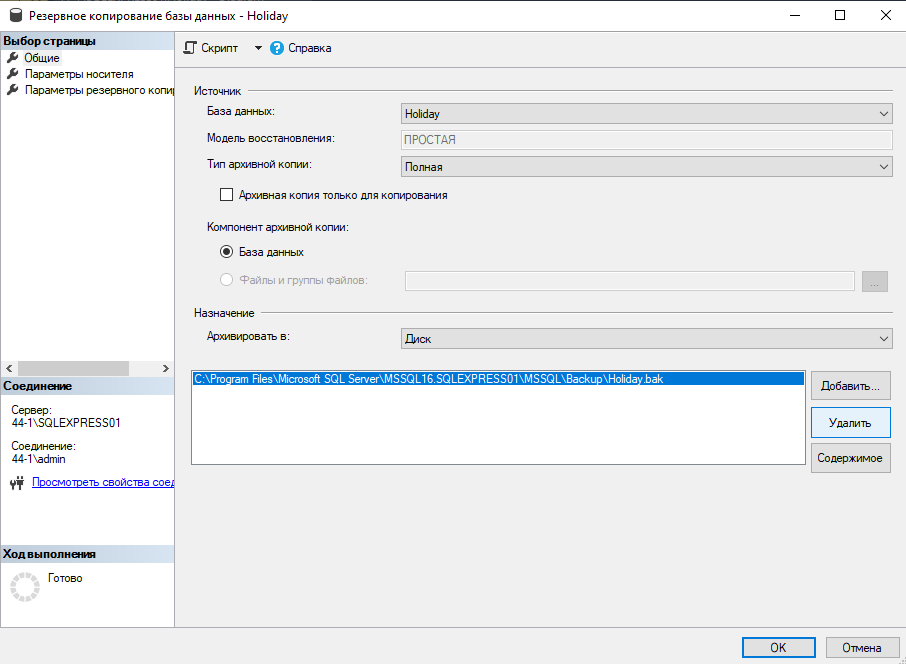 Резервное копирование базы данных - Holiday
Выбор страницы
Общие
Параметры носителя
Параметры резервного копи
Скрипт
Справка
Источник
База данных:
Holiday
Модель восстановления:
ПРОСТАЯ
Тип архивной копии:
Полная
Архивная копия только для копирования
Компонент архивной копии:
База данных
Файлы и группы файлов:
...
Назначение
Архивировать в:
Диск
C:\Program Files\Microsoft SQL Server\MSSQL16.SQLEXPRESS01\MSSQL\Backup\Holiday.bak
Добавить...
Удалить
Содержимое
Соединение
Сервер:
44-1\SQLEXPRESS01
Соединение:
44-1\admin
Просмотреть свойства соед
Ход выполнения
Готово
OK
Отмена